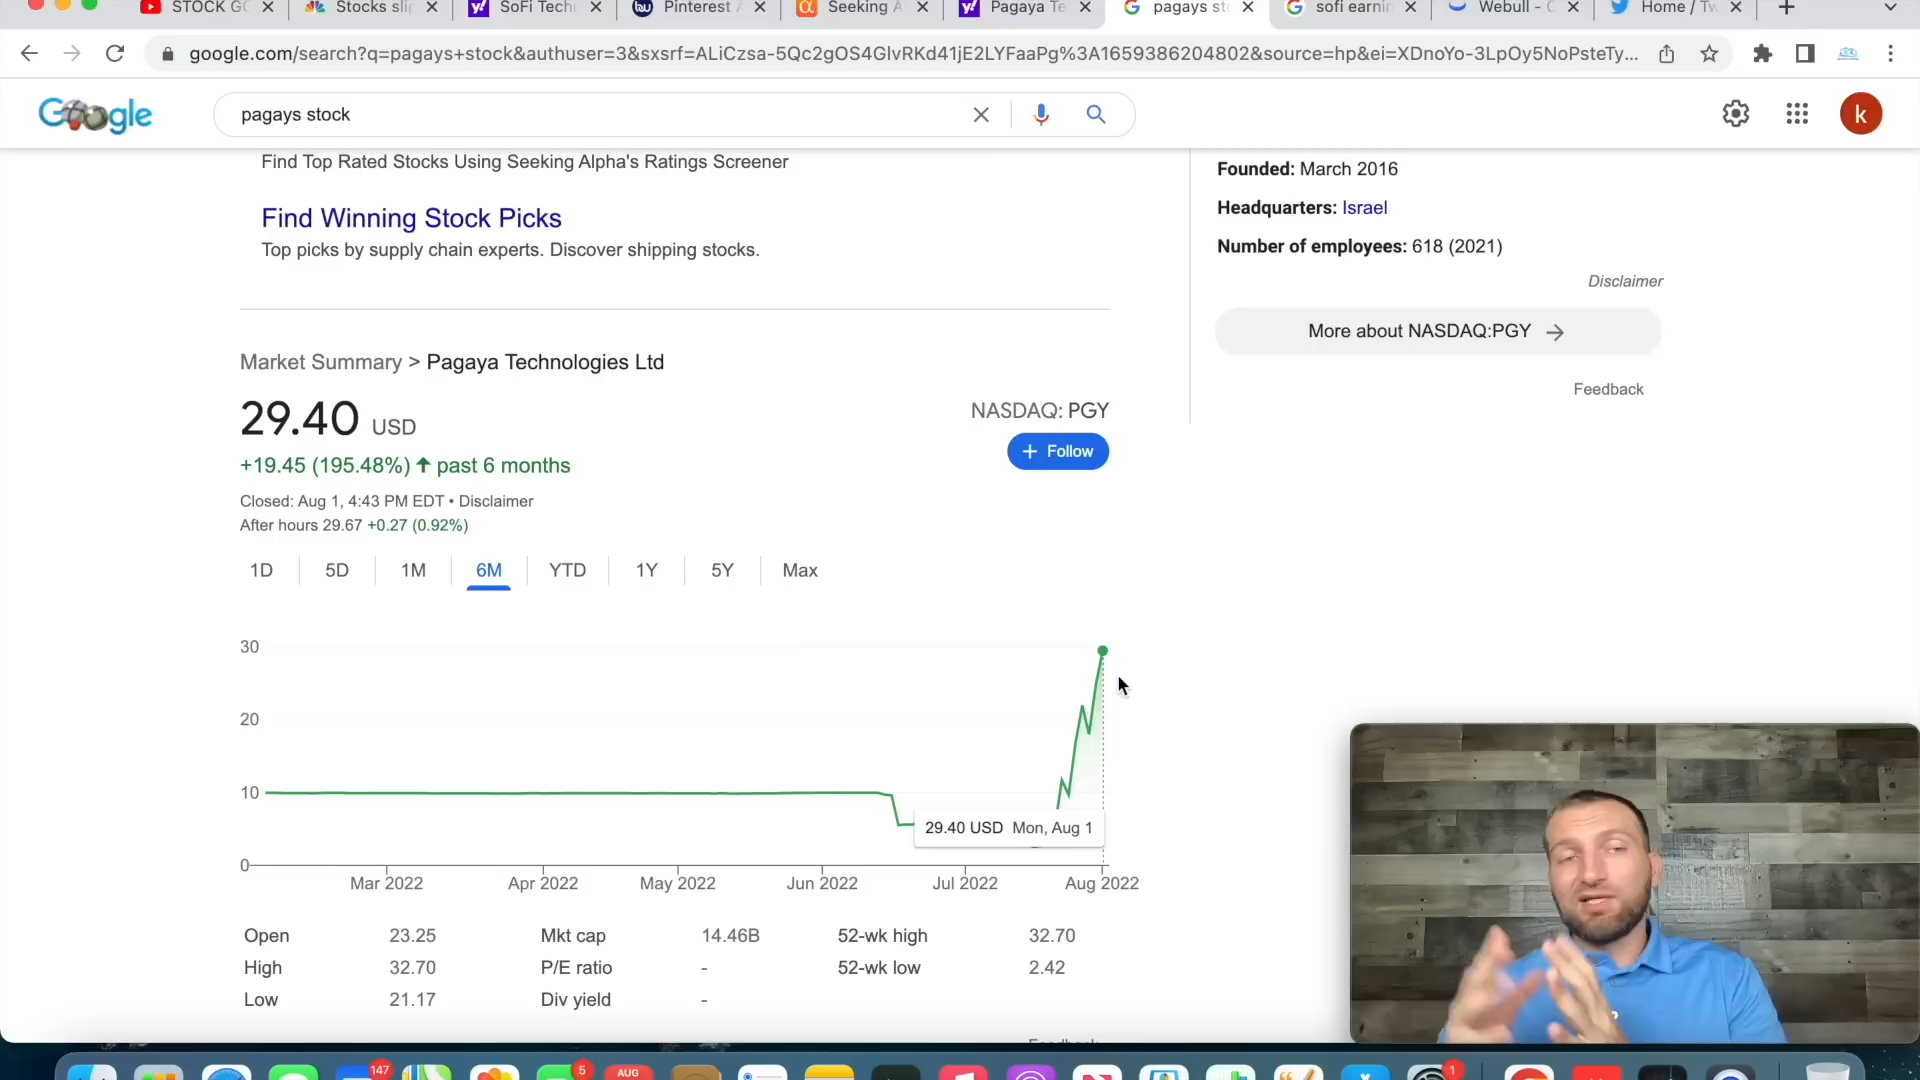 STOCK GC
Stocks sli
SoFi Tech
Pinterest
Seeking A
Pagaya Te
pagays st
sofi earni
Webull - C
Home / Tw
google.com/search?q=pagays+stock&authuser=3&sxsrf=ALiCzsa-5Qc2gOS4GlvRKd41jE2LYFaaPg%3A1659386204802&source=hp&ei=XDnoYo-3LpOy5NoPsteTy...
Google
pagays stock
k
Find Top Rated Stocks Using Seeking Alpha's Ratings Screener
Find Winning Stock Picks
Top picks by supply chain experts. Discover shipping stocks.
Founded: March 2016
Headquarters: Israel
Number of employees: 618 (2021)
Disclaimer
More about NASDAQ:PGY →
Feedback
Market Summary > Pagaya Technologies Ltd
29.40 USD
NASDAQ: PGY
+ Follow
+19.45 (195.48%) ↑ past 6 months
Closed: Aug 1, 4:43 PM EDT • Disclaimer
After hours 29.67 +0.27 (0.92%)
1D 5D 1M 6M YTD 1Y 5Y Max
30
20
10
0
29.40 USD Mon, Aug 1
Mar 2022 Apr 2022 May 2022 Jun 2022 Jul 2022 Aug 2022
Open 23.25 Mkt cap 14.46B 52-wk high 32.70
High 32.70 P/E ratio - 52-wk low 2.42
Low 21.17 Div yield -
Feedback
147
5
AUG
1